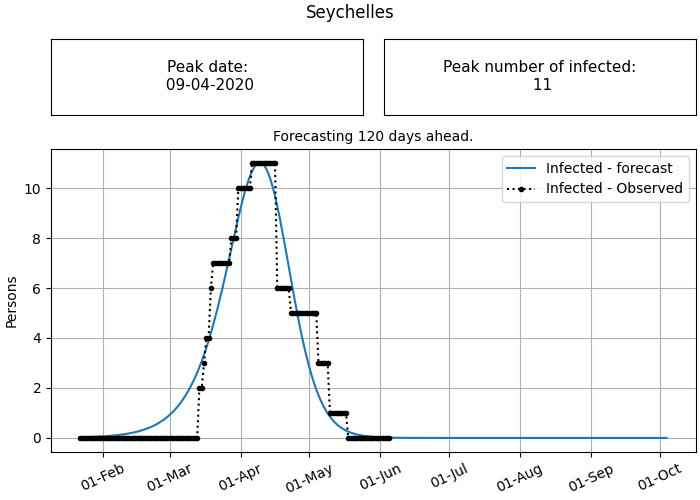 Seychelles
Peak date:
09-04-2020
Peak number of infected:
11
Forecasting 120 days ahead.
Infected - forecast
Infected - Observed
Persons
10
8
6
4
2
0
01-Feb
01-Mar
01-Apr
01-May
01-Jun
01-Jul
01-Aug
01-Sep
01-Oct